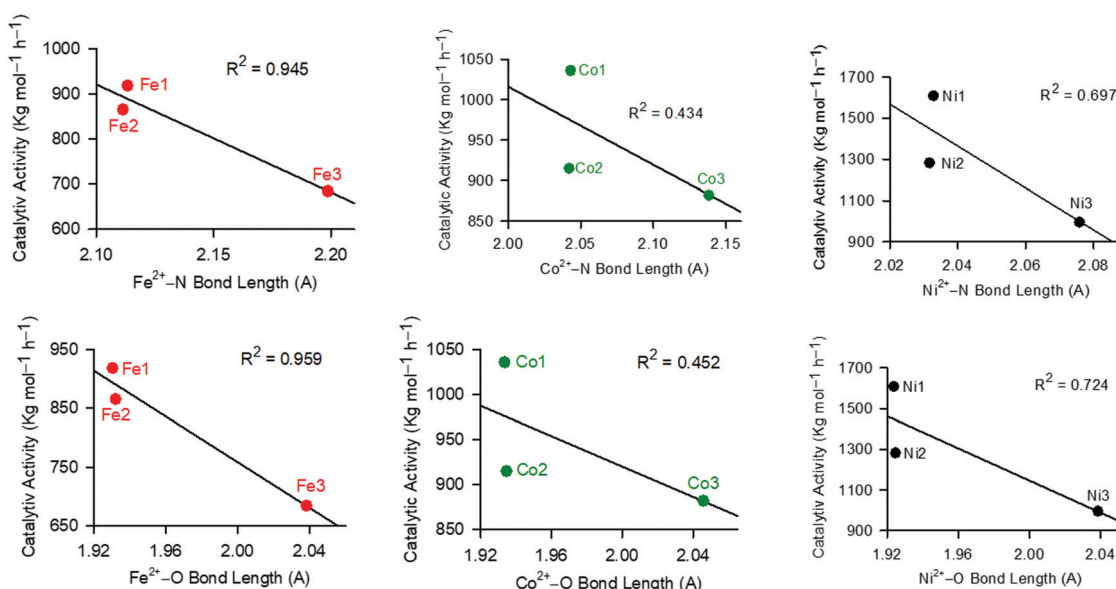 Catalytiv Activity (Kg mol⁻¹ h⁻¹)
1000
900
800
700
600
R² = 0.945
Fe1
Fe2
Fe3
2.10
2.15
2.20
Fe²⁺–N Bond Length (A)
Catalytic Activity (Kg mol⁻¹ h⁻¹)
1050
1000
950
900
850
Co1
R² = 0.434
Co2
Co3
2.00
2.05
2.10
2.15
Co²⁺–N Bond Length (A)
Catalytiv Activity (Kg mol⁻¹ h⁻¹)
1700
1500
1300
1100
900
R² = 0.697
Ni1
Ni2
Ni3
2.02
2.04
2.06
2.08
Ni²⁺–N Bond Length (A)
Catalytiv Activity (Kg mol⁻¹ h⁻¹)
950
850
750
650
R² = 0.959
Fe1
Fe2
Fe3
1.92
1.96
2.00
2.04
Fe²⁺–O Bond Length (A)
Catalytic Activity (Kg mol⁻¹ h⁻¹)
1050
1000
950
900
850
Co1
R² = 0.452
Co2
Co3
1.92
1.96
2.00
2.04
Co²⁺–O Bond Length (A)
Catalytiv Activity (Kg mol⁻¹ h⁻¹)
1700
1500
1300
1100
900
R² = 0.724
Ni1
Ni2
Ni3
1.92
1.96
2.00
2.04
Ni²⁺–O Bond Length (A)